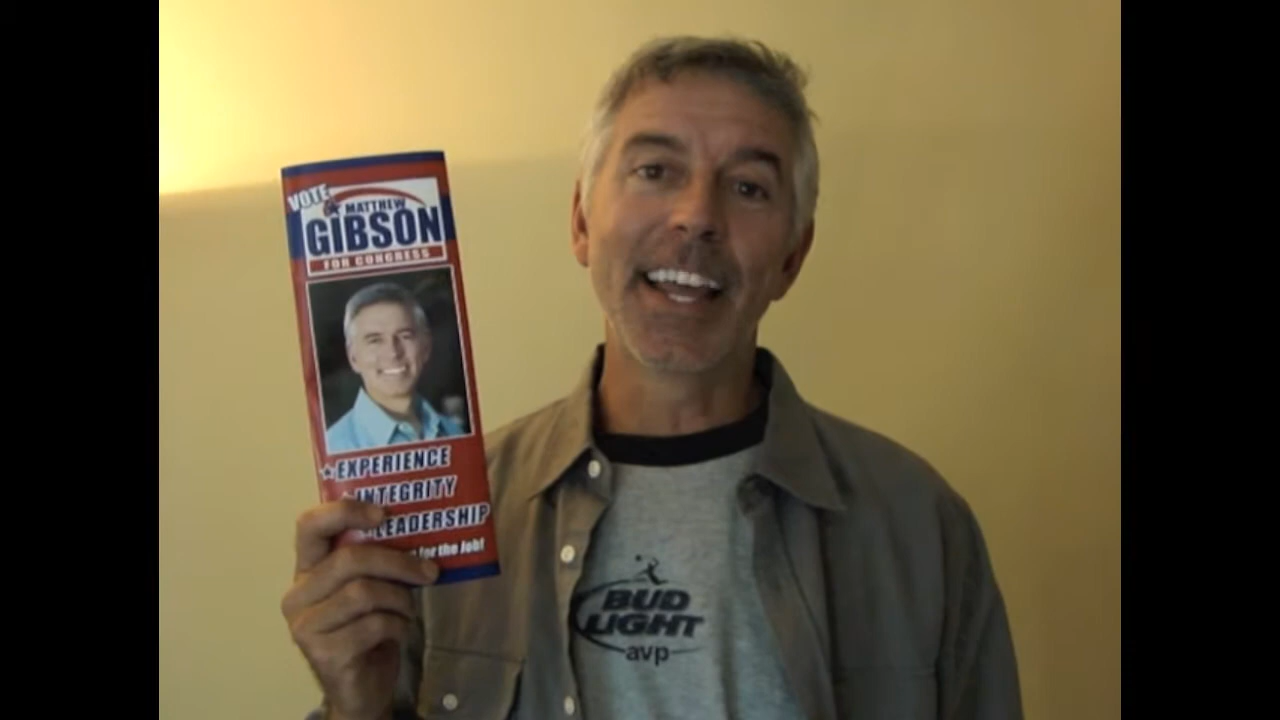 VOTE
MATTHEW
GIBSON
FOR CONGRESS
EXPERIENCE
INTEGRITY
LEADERSHIP
for the Job!
BUD
LIGHT
avp